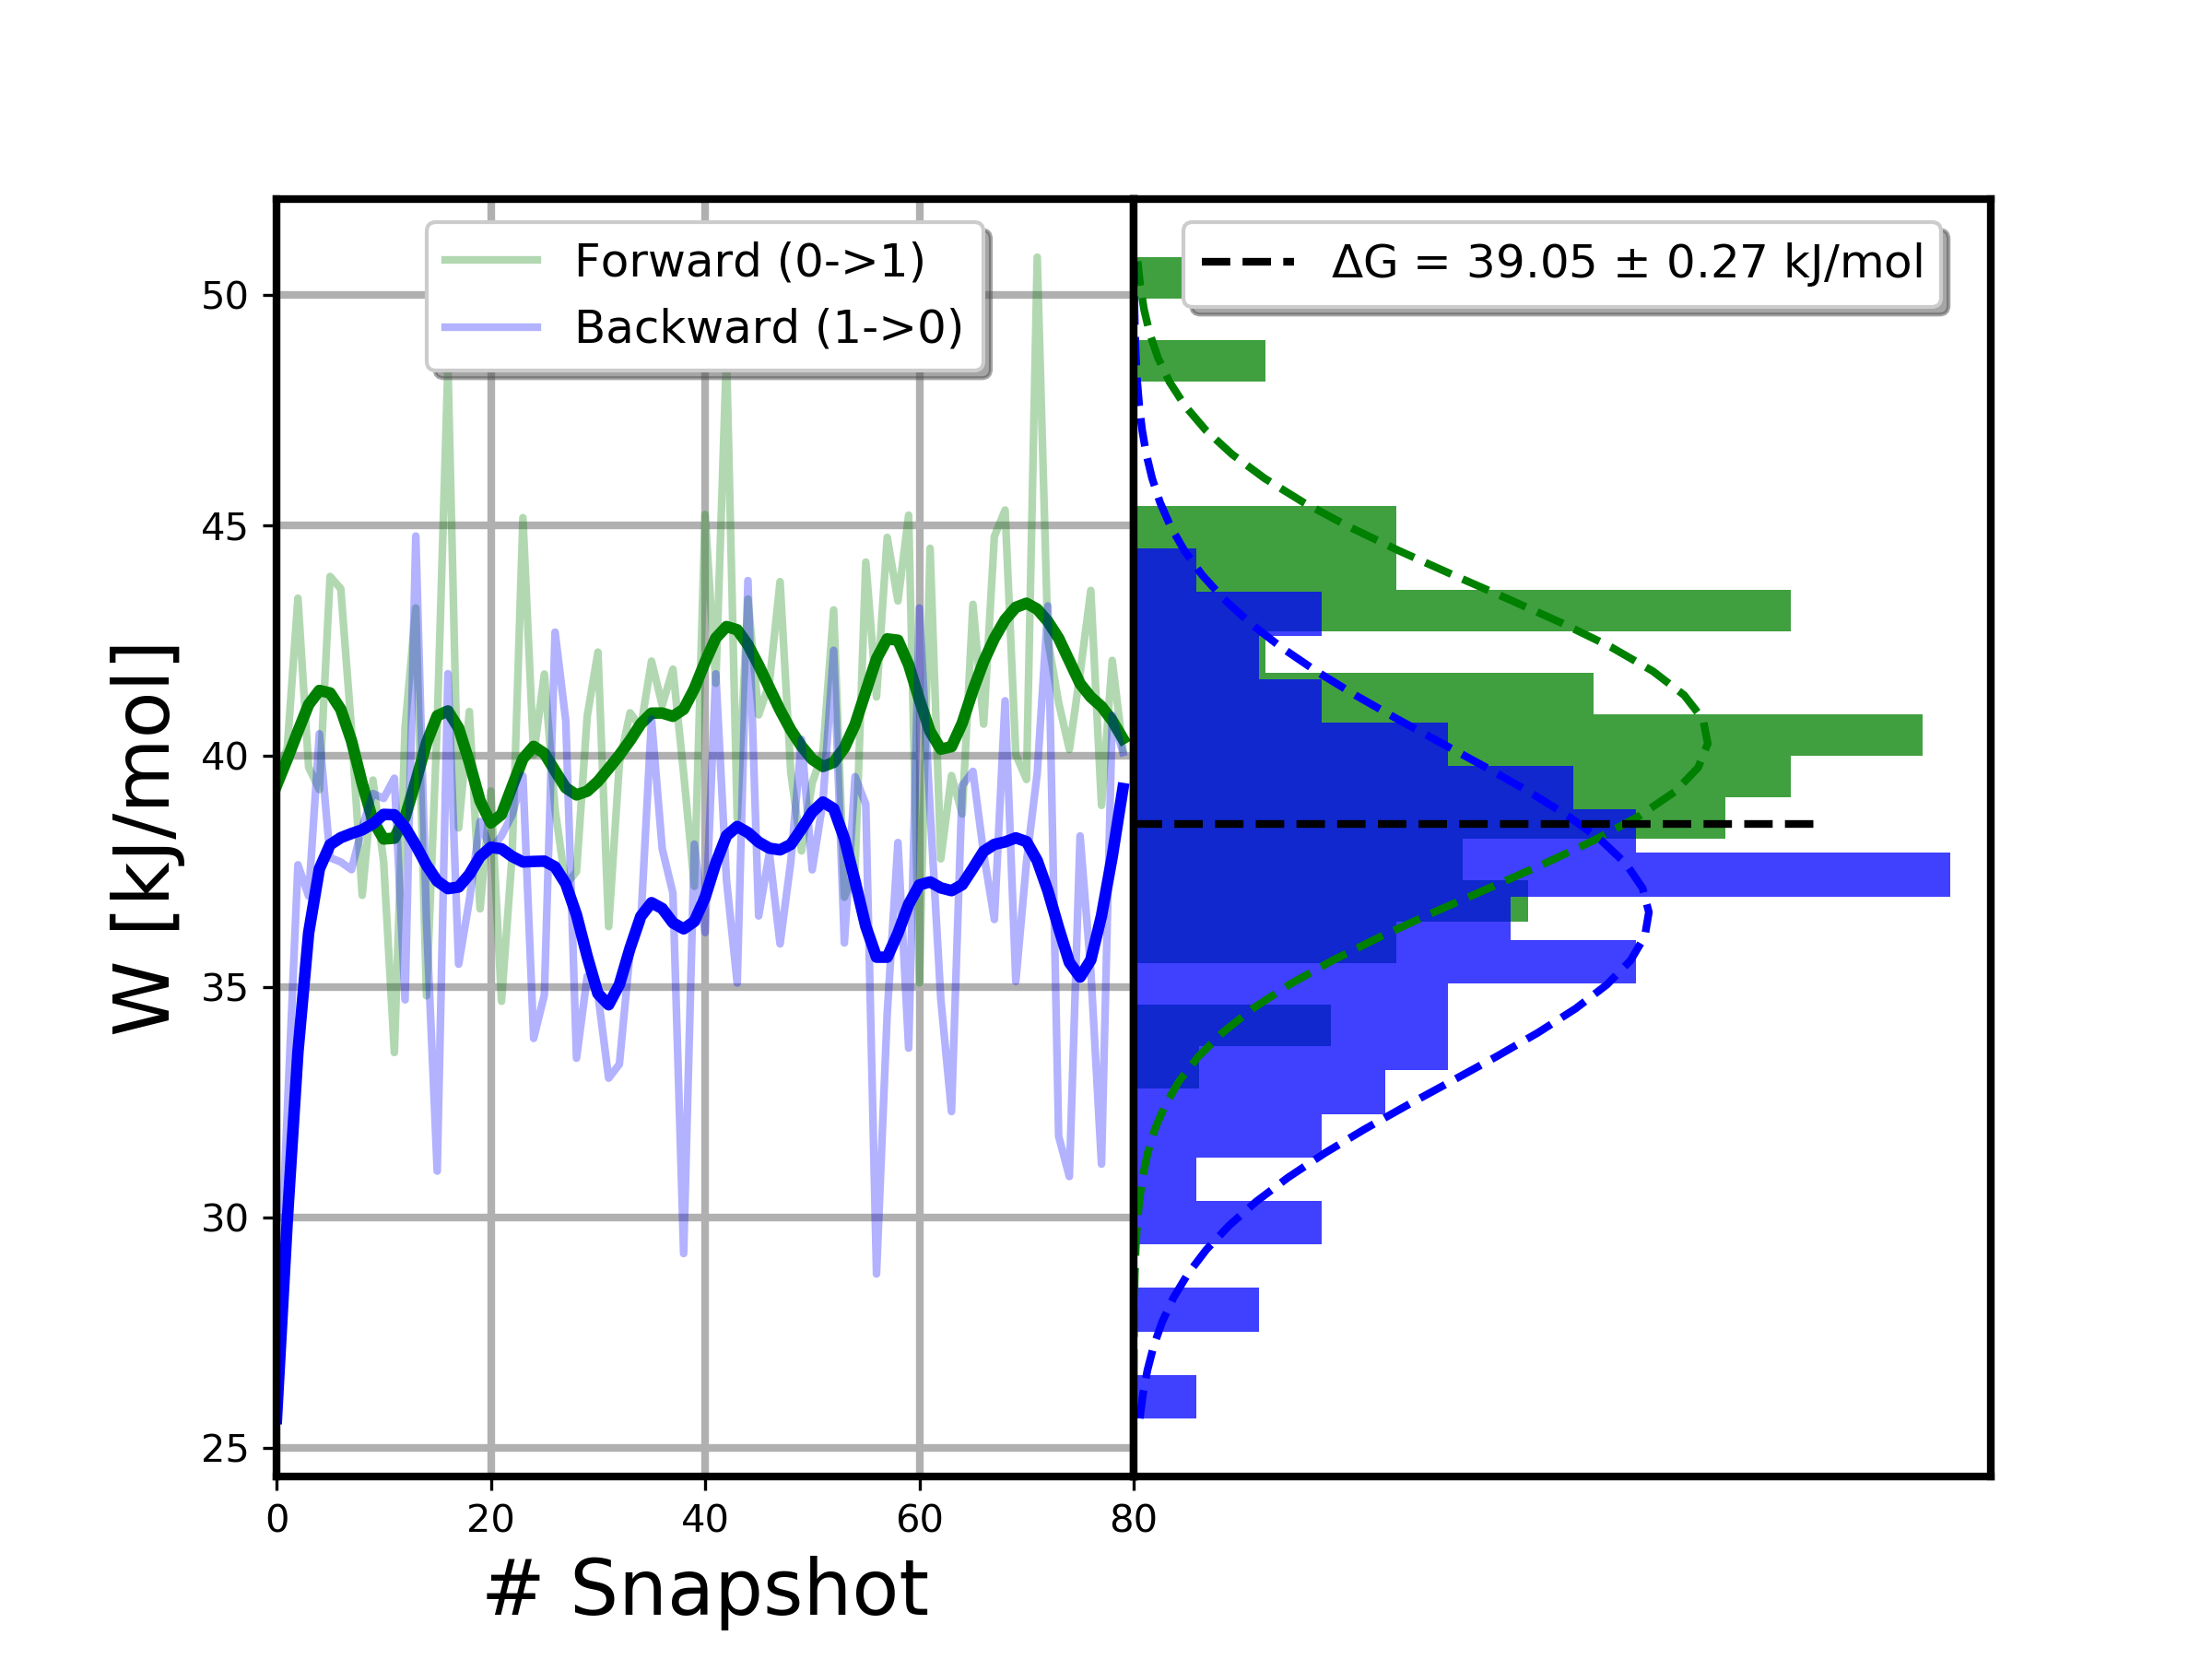 Forward (0->1)
Backward (1->0)
ΔG = 39.05 ± 0.27 kJ/mol
50
45
40
35
30
25
W [kJ/mol]
0 20 40 60 80
# Snapshot